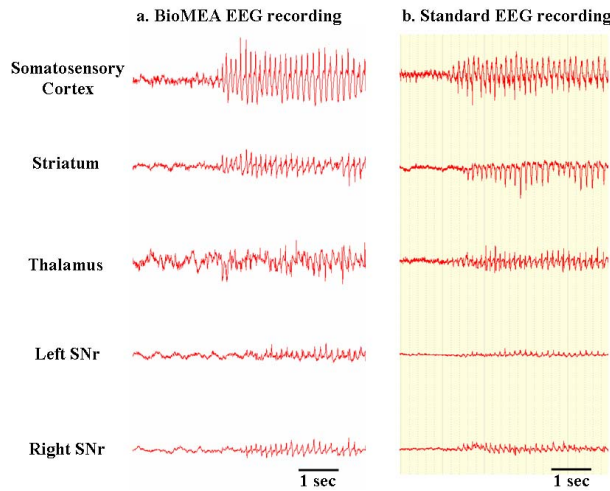 a. BioMEA EEG recording
b. Standard EEG recording
Somatosensory
Cortex
Striatum
Thalamus
Left SNr
Right SNr
1 sec
1 sec